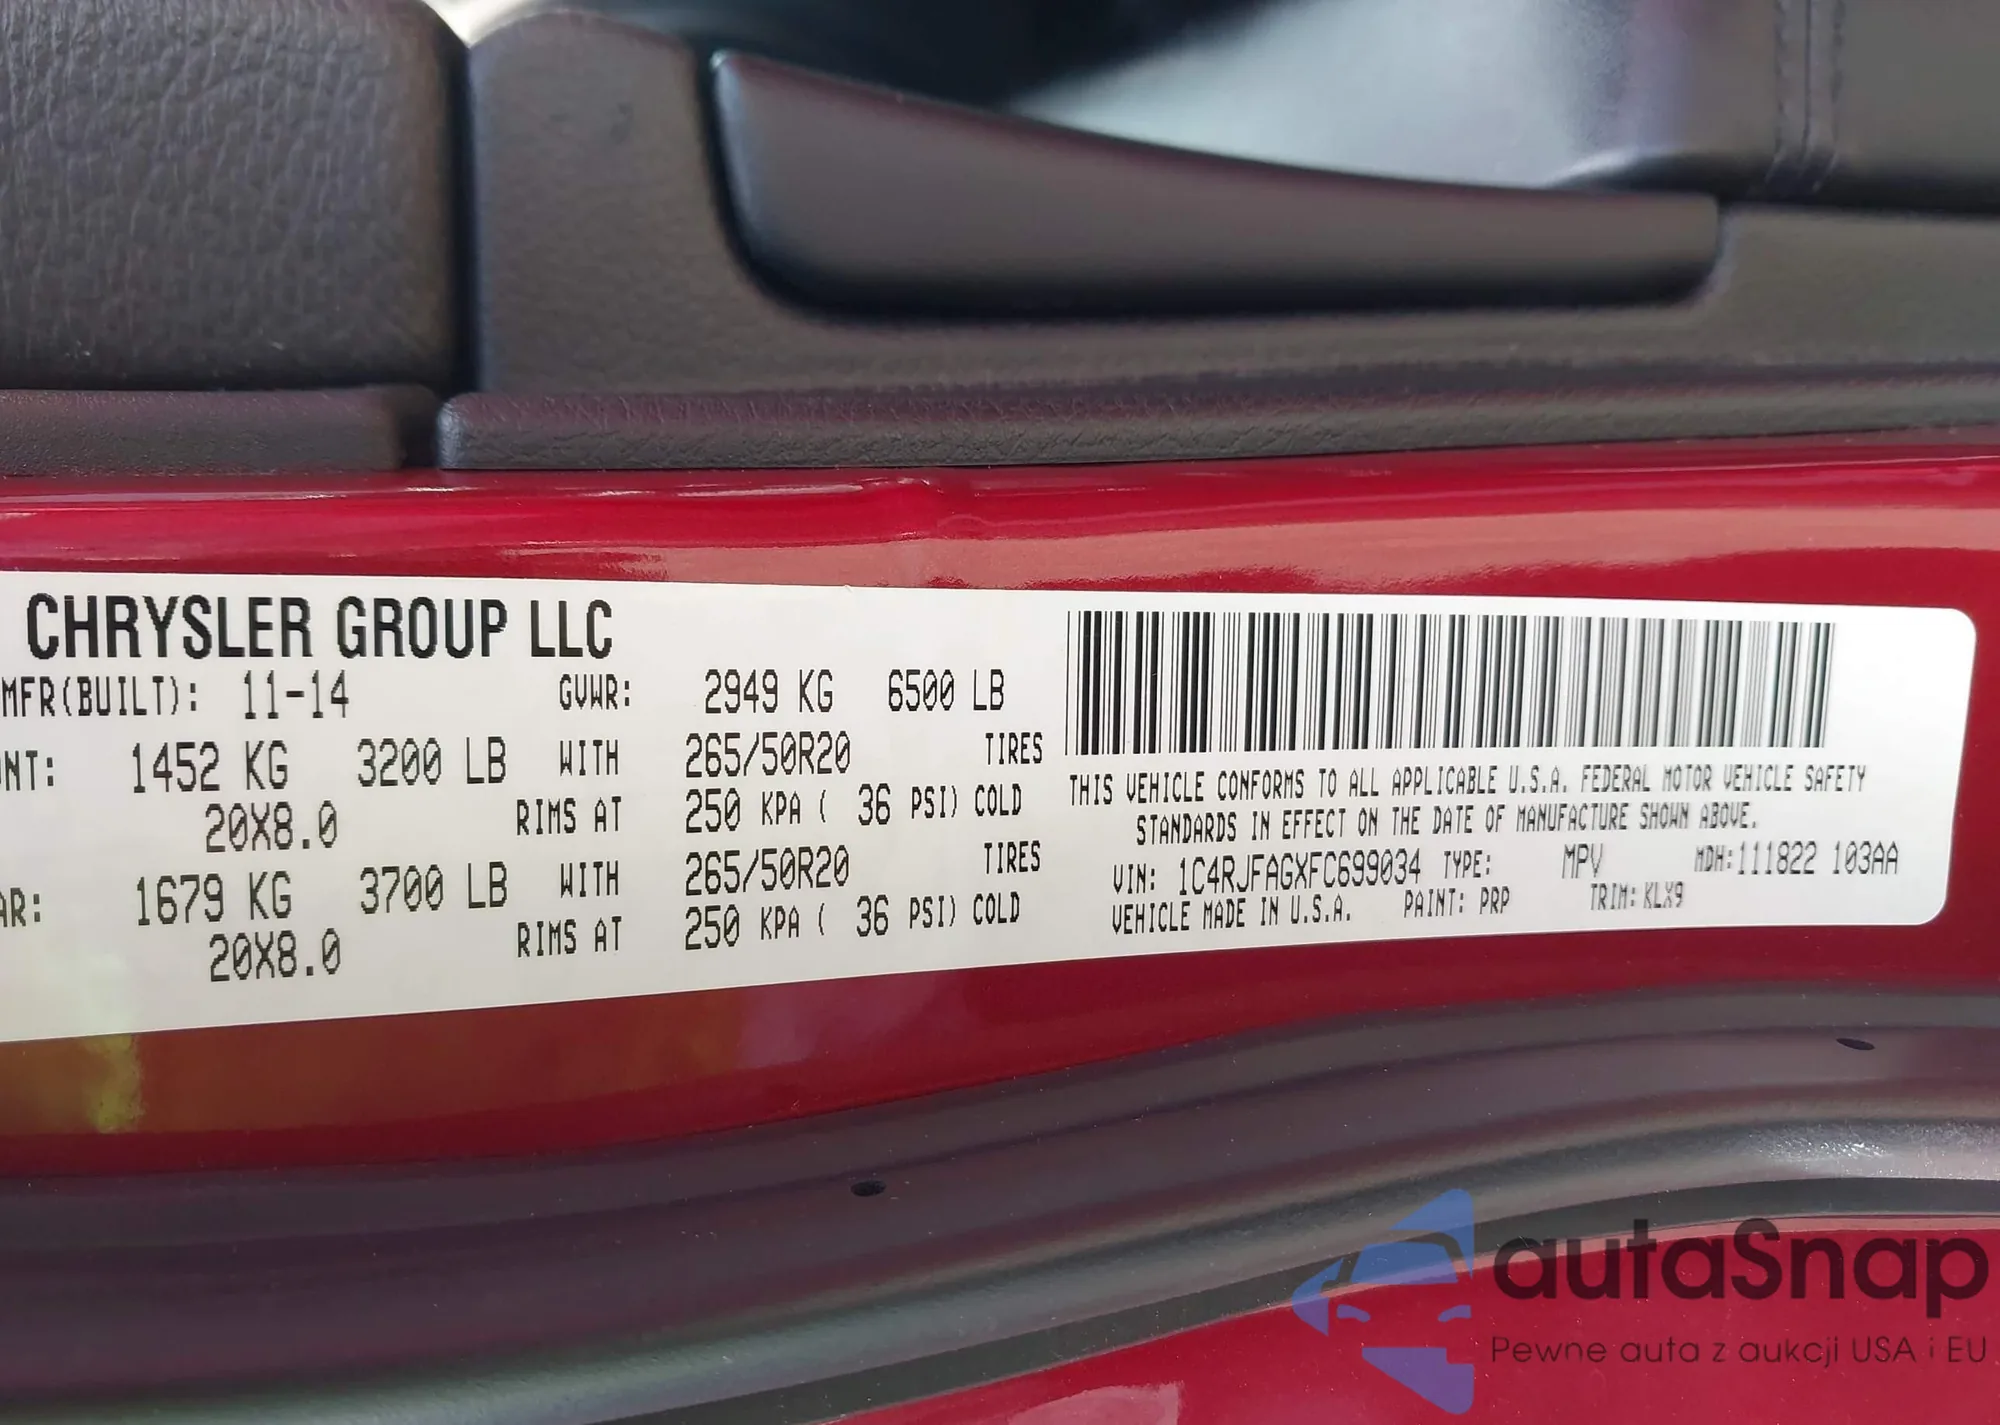 CHRYSLER GROUP LLC
MFR(BUILT): 11-14 GVWR: 2949 KG 6500 LB
NT: 1452 KG 3200 LB WITH 265/50R20 TIRES
20X8.0 RIMS AT 250 KPA ( 36 PSI) COLD
AR: 1679 KG 3700 LB WITH 265/50R20 TIRES
20X8.0 RIMS AT 250 KPA ( 36 PSI) COLD
THIS VEHICLE CONFORMS TO ALL APPLICABLE U.S.A. FEDERAL MOTOR VEHICLE SAFETY
STANDARDS IN EFFECT ON THE DATE OF MANUFACTURE SHOWN ABOVE.
VIN: 1C4RJFAGXFC699034 TYPE: MPV MDH: 111822 103AA
VEHICLE MADE IN U.S.A. PAINT: PRP TRIM: KLX9
autaSnap
Pewne auta z aukcji USA i EU